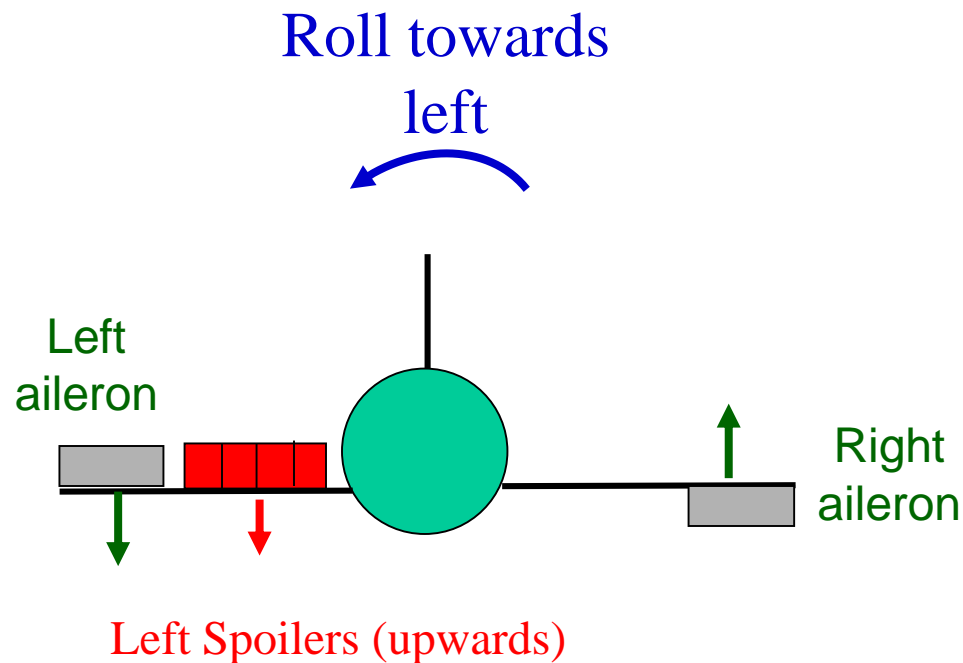 Roll towards
left
Left
aileron
Right
aileron
Left Spoilers (upwards)